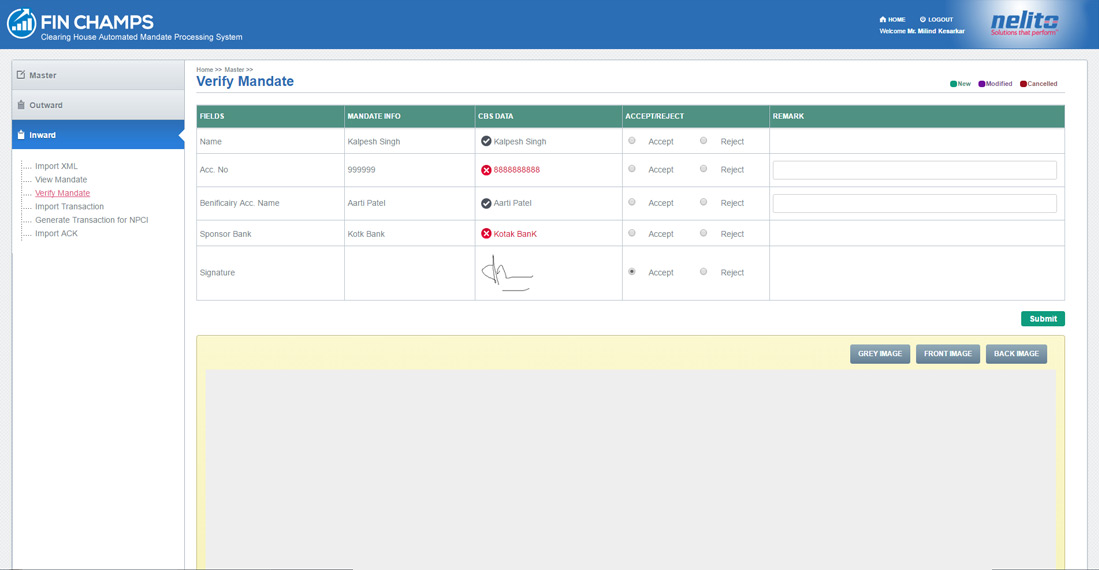 FIN CHAMPS
Clearing House Automated Mandate Processing System
HOME LOGOUT
Welcome Mr. Milind Kesarkar
nelito
Solutions that perform
Master
Outward
Inward
Import XML
View Mandate
Verify Mandate
Import Transaction
Generate Transaction for NPCI
Import ACK
Home >> Master >>
Verify Mandate
New Modified Cancelled
FIELDS MANDATE INFO CBS DATA ACCEPT/REJECT REMARK
Name Kalpesh Singh Kalpesh Singh Accept Reject
Acc. No 999999 8888888888 Accept Reject
Benificairy Acc. Name Aarti Patel Aarti Patel Accept Reject
Sponsor Bank Kotk Bank Kotak BanK Accept Reject
Signature Accept Reject
Submit
GREY IMAGE FRONT IMAGE BACK IMAGE